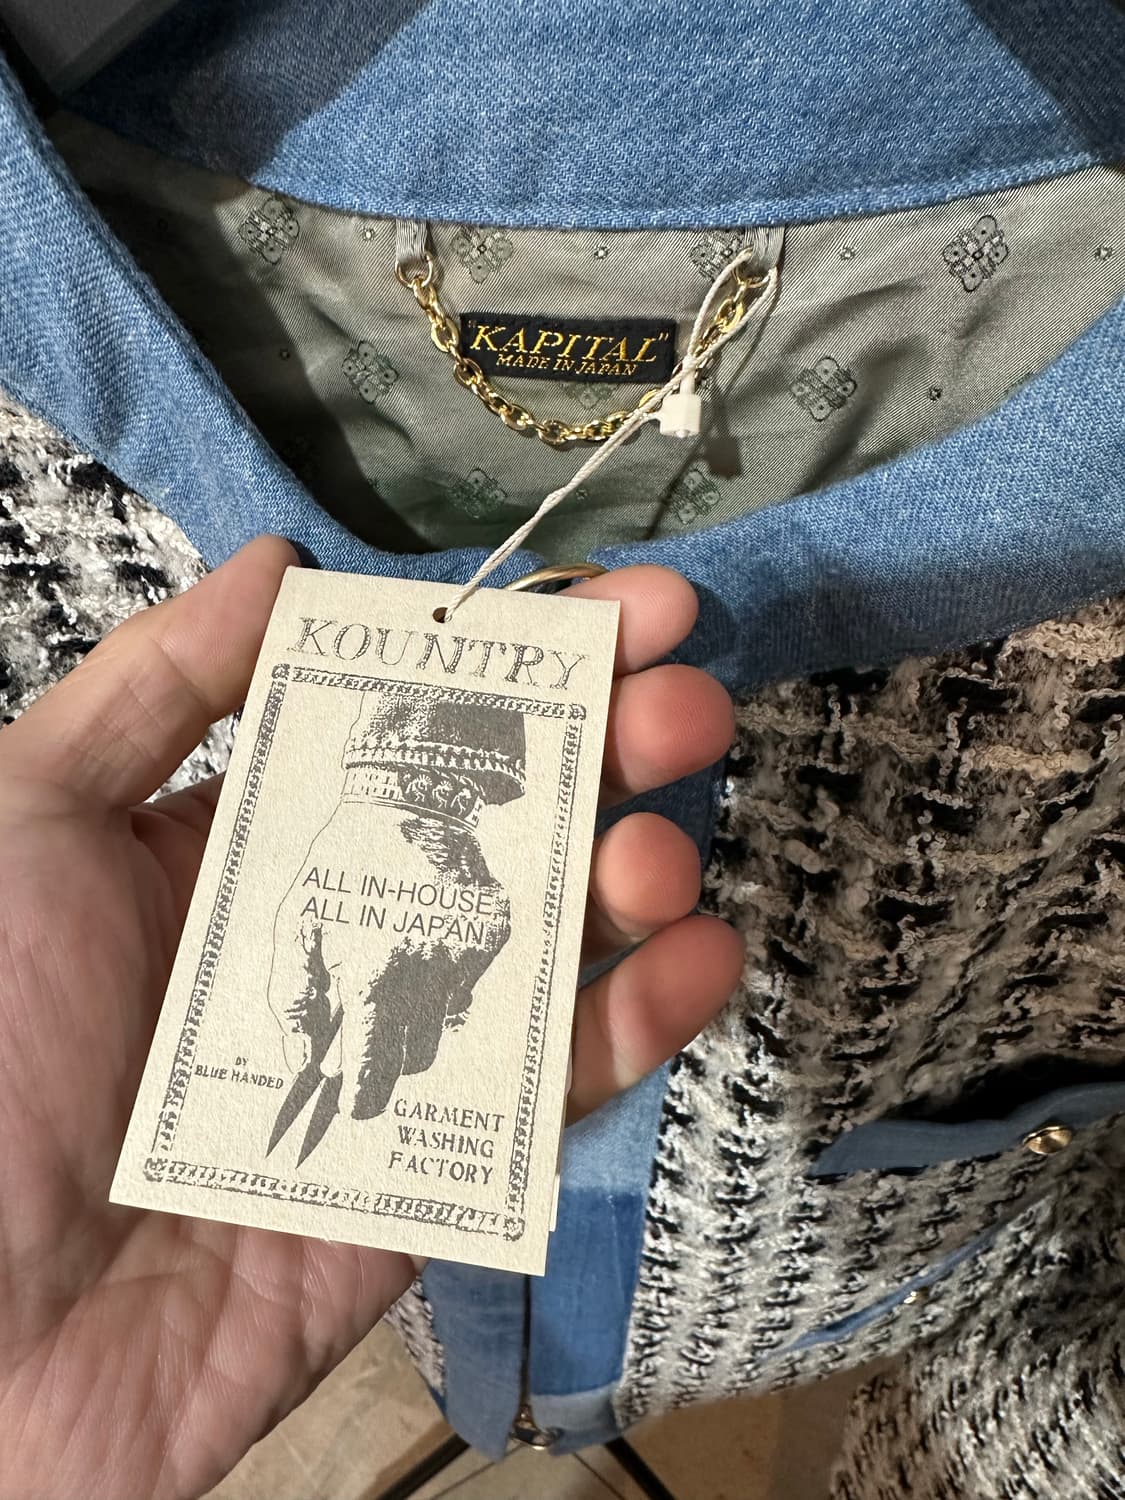 "KAPITAL"
MADE IN JAPAN
KOUNTRY
ALL IN-HOUSE
ALL IN JAPAN
BY
BLUE HANDED
GARMENT
WASHING
FACTORY